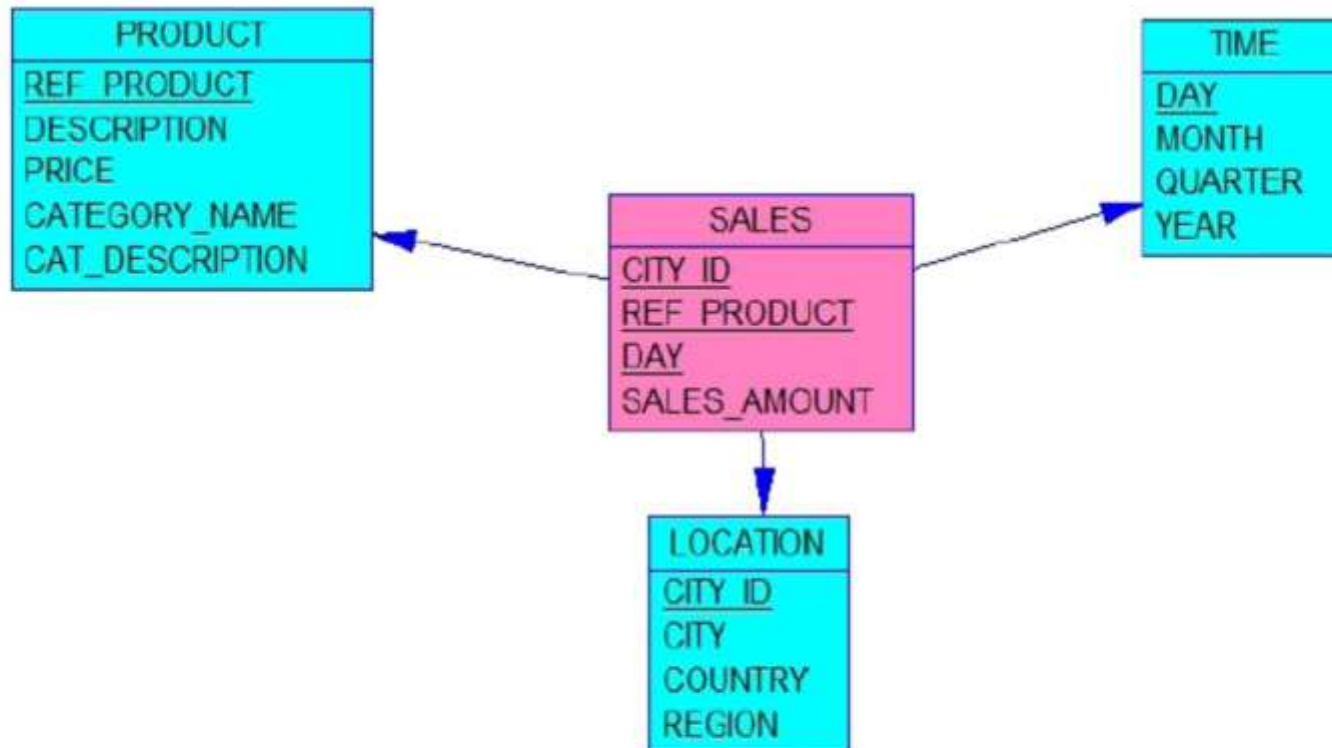 PRODUCT
REF_PRODUCT
DESCRIPTION
PRICE
CATEGORY_NAME
CAT_DESCRIPTION
SALES
CITY_ID
REF_PRODUCT
DAY
SALES_AMOUNT
TIME
DAY
MONTH
QUARTER
YEAR
LOCATION
CITY_ID
CITY
COUNTRY
REGION